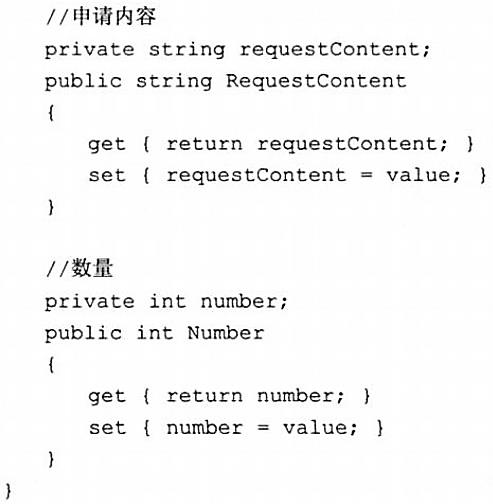 //申请内容
private string requestContent;
public string RequestContent
{
get { return requestContent; }
set { requestContent = value; }
}
//数量
private int number;
public int Number
{
get { return number; }
set { number = value; }
}
}